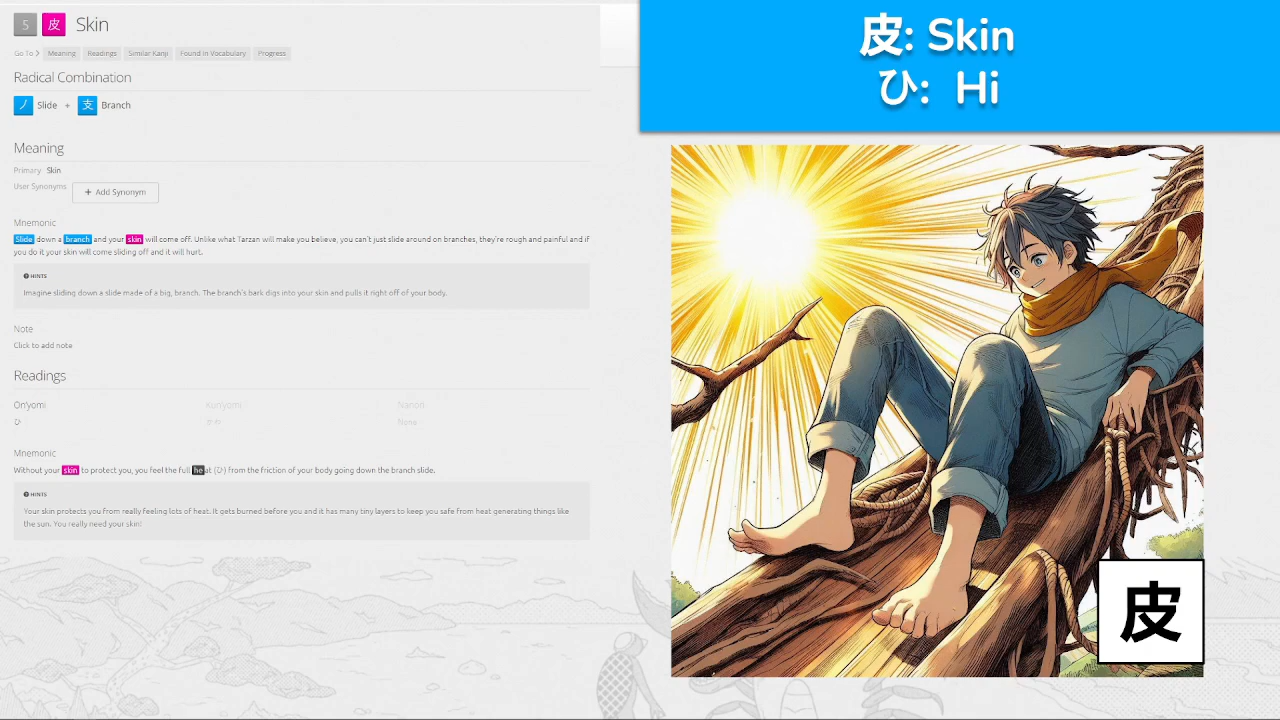 5 皮 Skin
Go To Meaning Readings Similar Kanji Found in Vocabulary Progress
Radical Combination
ノ Slide + 支 Branch
Meaning
Primary Skin
User Synonyms + Add Synonym
Mnemonic
Slide down a branch and your skin will come off. Unlike what Tarzan will make you believe, you can't just slide around on branches, they're rough and painful and if
you do it your skin will come sliding off and it will hurt.
HINTS
Imagine sliding down a slide made of a big, branch. The branch's bark digs into your skin and pulls it right off of your body.
Note
Click to add note
Readings
On'yomi Kun'yomi Nanori
ひ かわ None
Mnemonic
Without your skin to protect you, you feel the full heat (ひ) from the friction of your body going down the branch slide.
HINTS
Your skin protects you from really feeling lots of heat. It gets burned before you and it has many tiny layers to keep you safe from heat generating things like
the sun. You really need your skin!
皮: Skin
ひ: Hi
皮